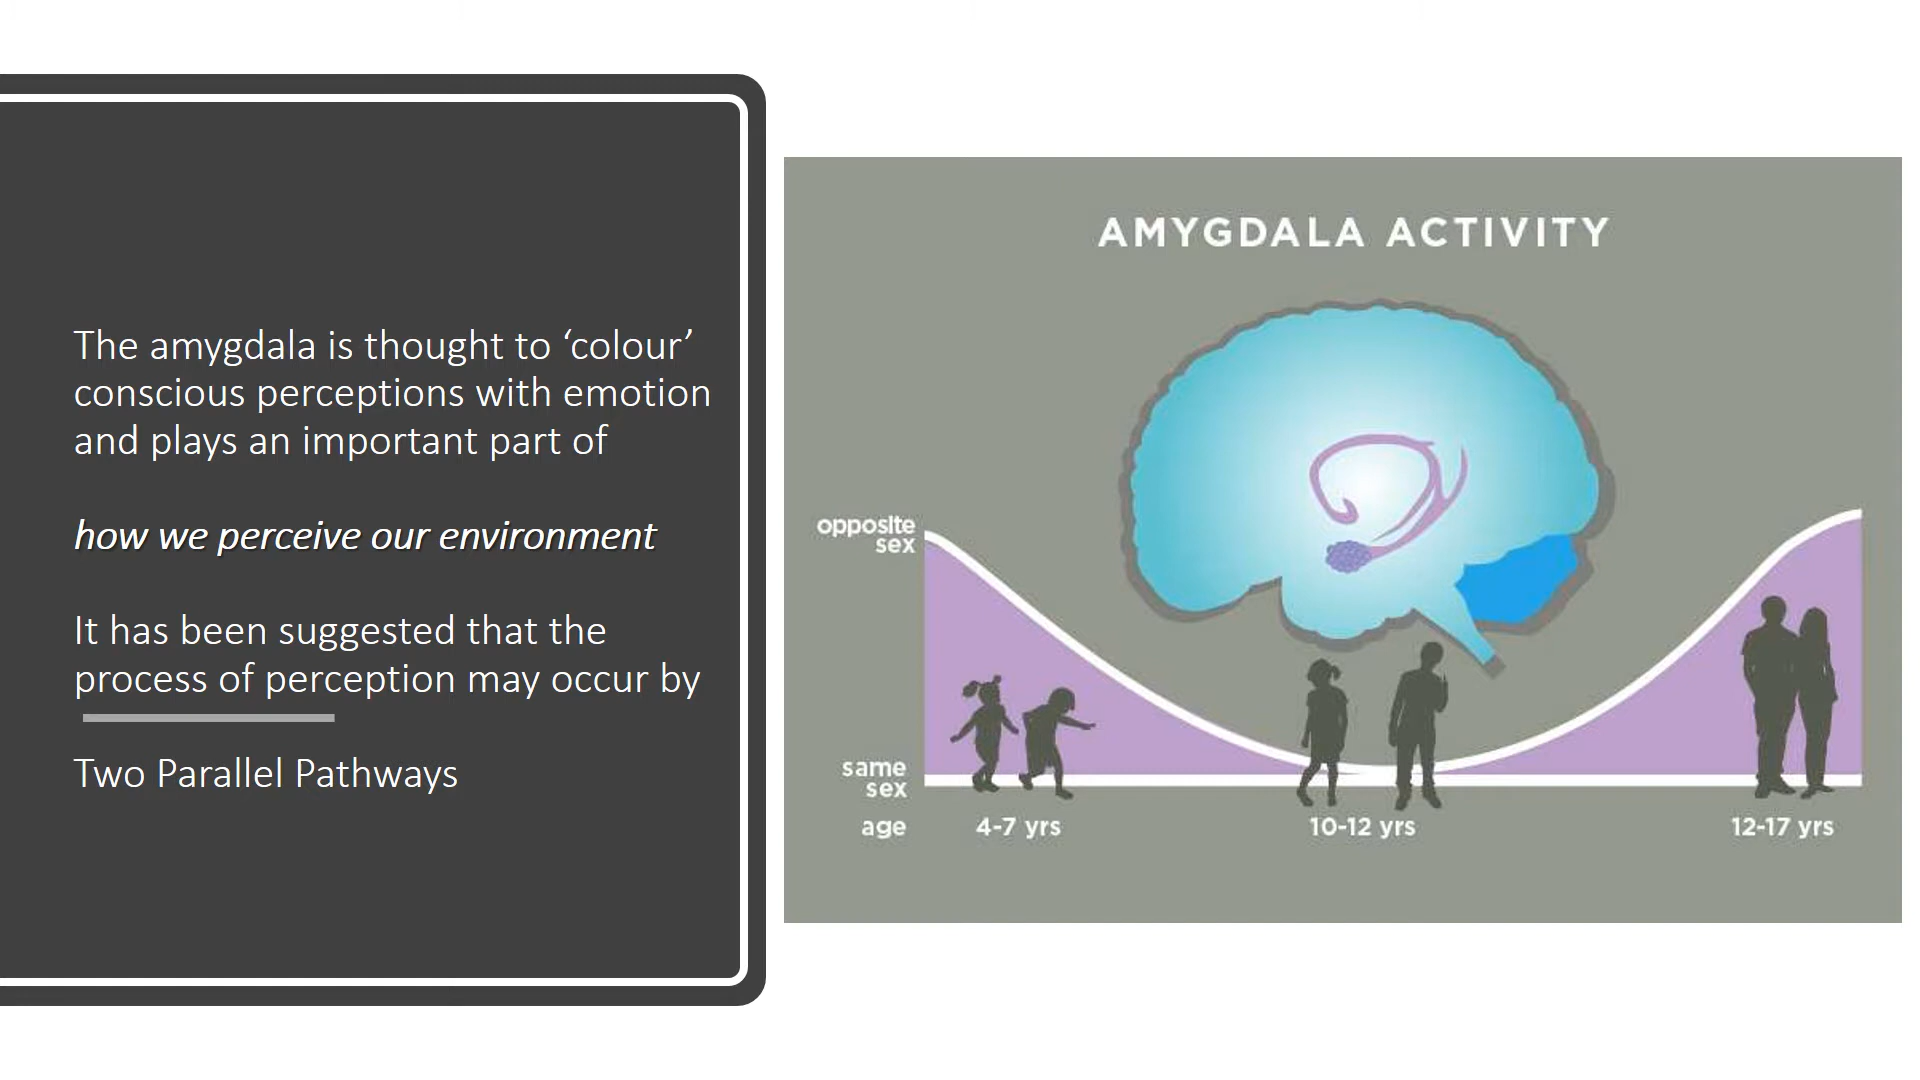 The amygdala is thought to ‘colour’
conscious perceptions with emotion
and plays an important part of
how we perceive our environment
It has been suggested that the
process of perception may occur by
Two Parallel Pathways
AMYGDALA ACTIVITY
opposite
sex
same
sex
age 4-7 yrs 10-12 yrs 12-17 yrs